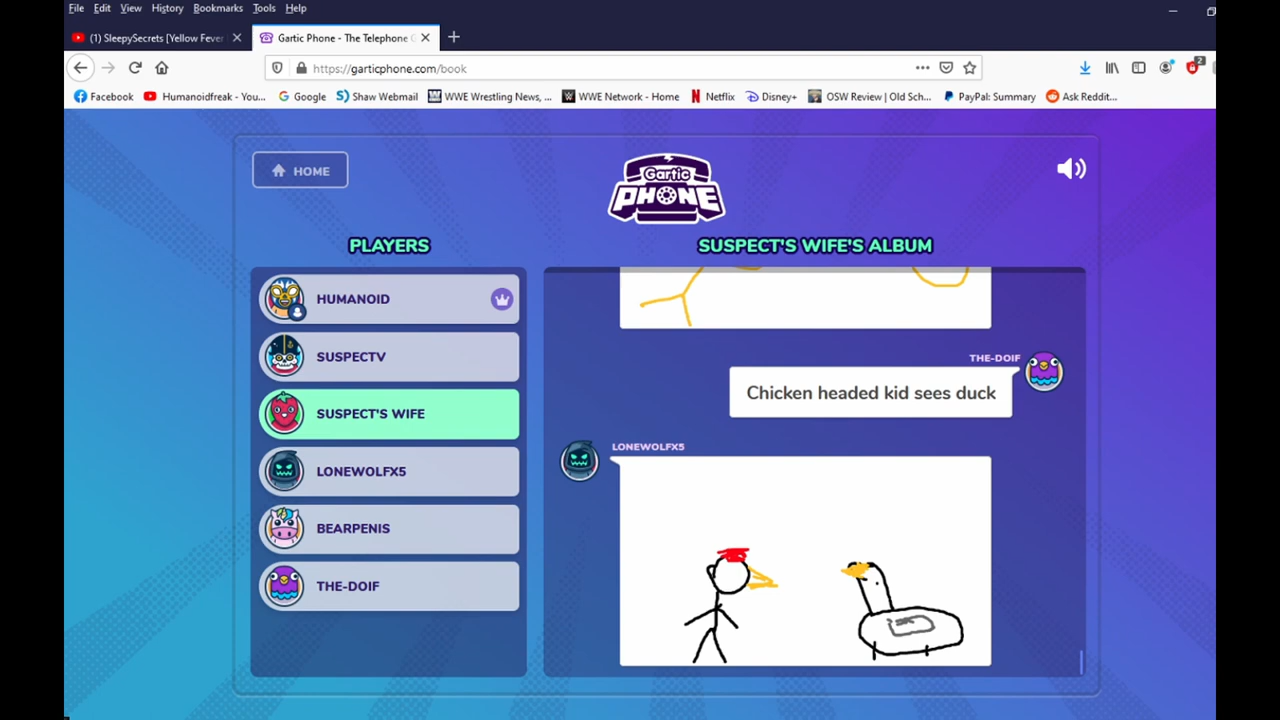 File Edit View History Bookmarks Tools Help
(1) SleepySecrets [Yellow Fever
Gartic Phone - The Telephone G
https://garticphone.com/book
Facebook
Humanoidfreak - You...
Google
Shaw Webmail
WWE Wrestling News, ...
WWE Network - Home
Netflix
Disney+
OSW Review | Old Sch...
PayPal: Summary
Ask Reddit...
2
HOME
Gartic
PHONE
PLAYERS
SUSPECT'S WIFE'S ALBUM
HUMANOID
SUSPECTV
SUSPECT'S WIFE
LONEWOLFX5
BEARPENIS
THE-DOIF
THE-DOIF
Chicken headed kid sees duck
LONEWOLFX5